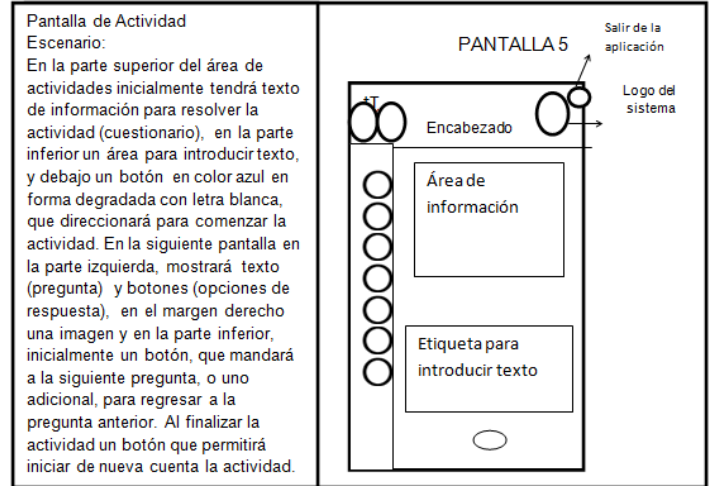 Pantalla de Actividad
Escenario:
En la parte superior del área de
actividades inicialmente tendrá texto
de información para resolver la
actividad (cuestionario), en la parte
inferior un área para introducir texto,
y debajo un botón en color azul en
forma degradada con letra blanca,
que direccionará para comenzar la
actividad. En la siguiente pantalla en
la parte izquierda, mostrará texto
(pregunta) y botones (opciones de
respuesta), en el margen derecho
una imagen y en la parte inferior,
inicialmente un botón, que mandará
a la siguiente pregunta, o uno
adicional, para regresar a la
pregunta anterior. Al finalizar la
actividad un botón que permitirá
iniciar de nueva cuenta la actividad.
PANTALLA 5
Salir de la
aplicación
Logo del
sistema
tT
Encabezado
Área de
información
Etiqueta para
introducir texto